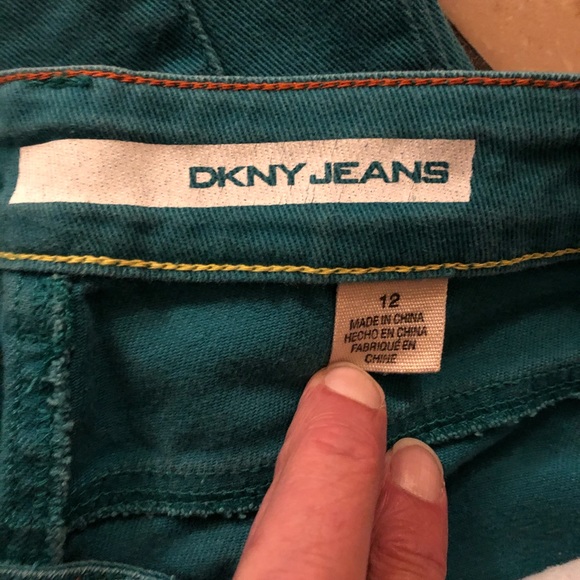 DKNY JEANS
12
MADE IN CHINA
HECHO EN CHINA
FABRIQUÉ EN
CHINE